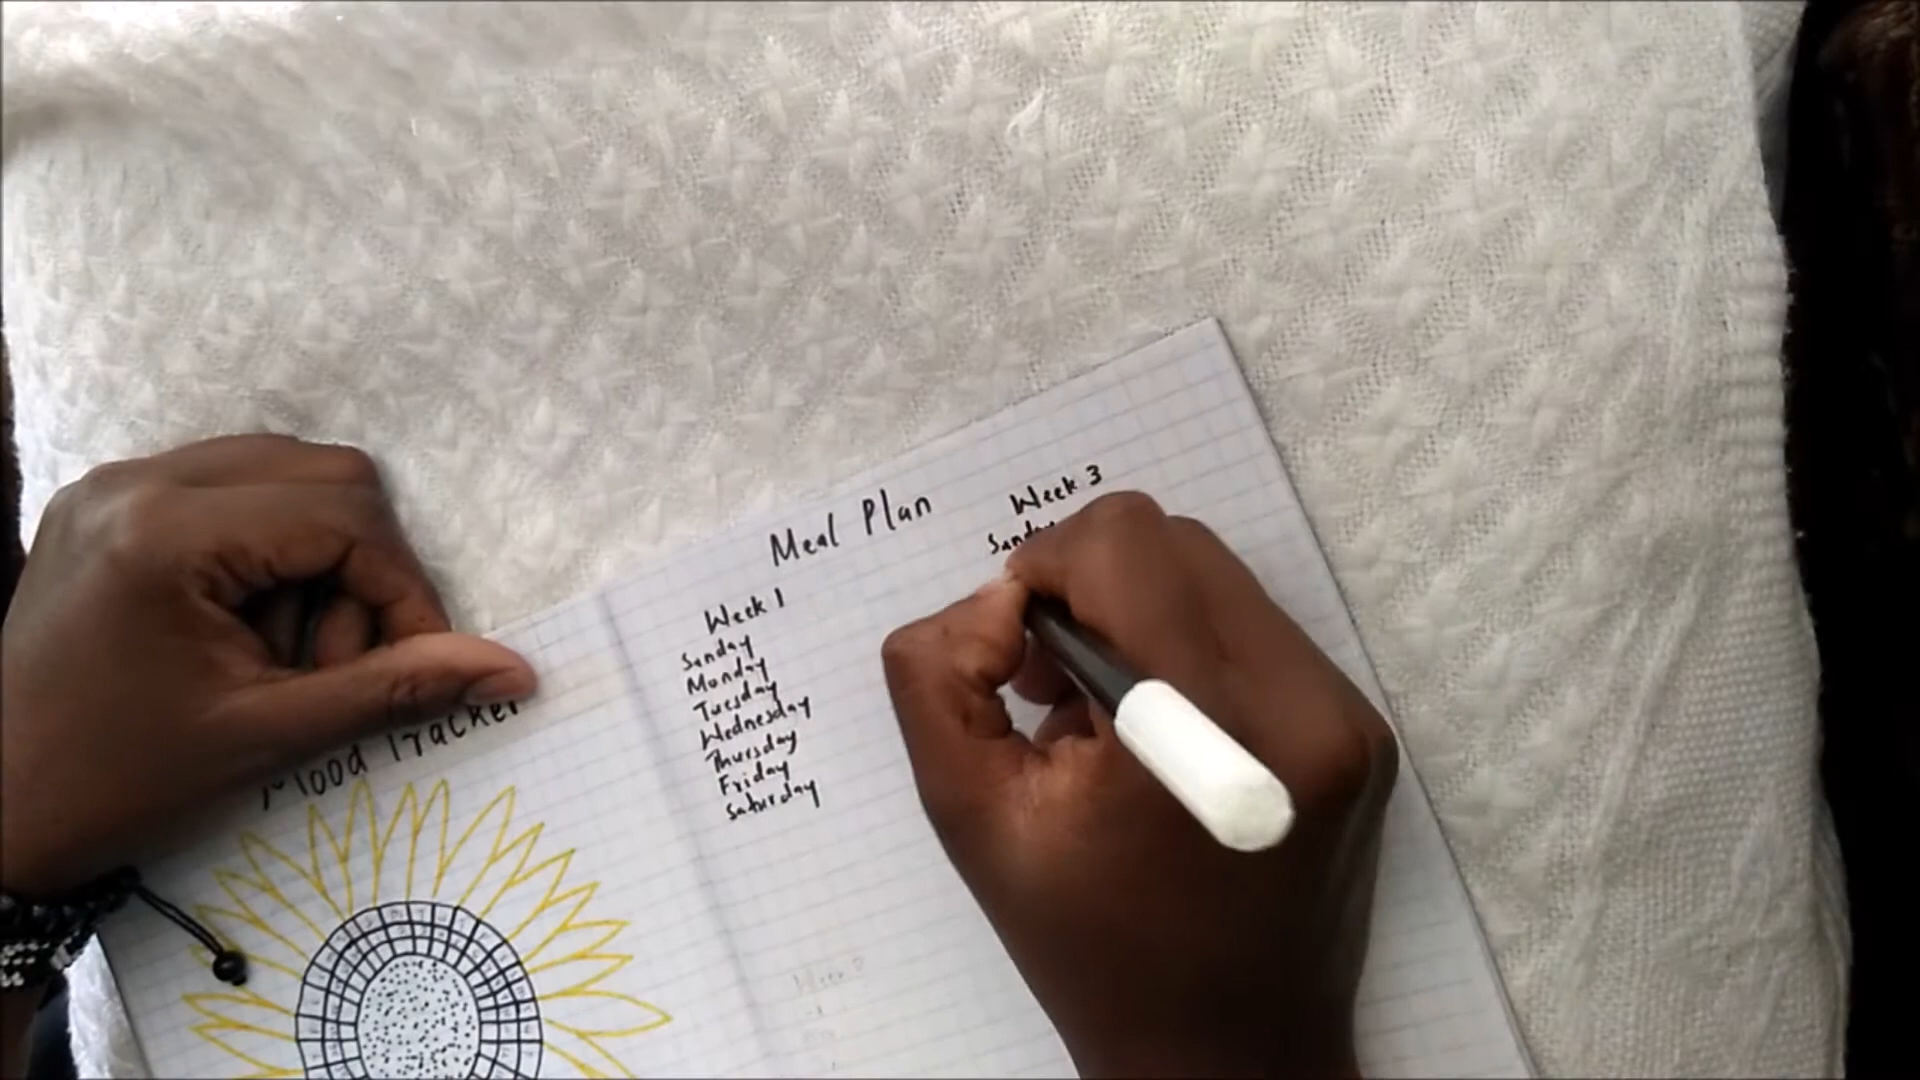 Mood Tracker
Meal Plan
Week 1
Sunday
Monday
Tuesday
Wednesday
Thursday
Friday
Saturday
Week 3